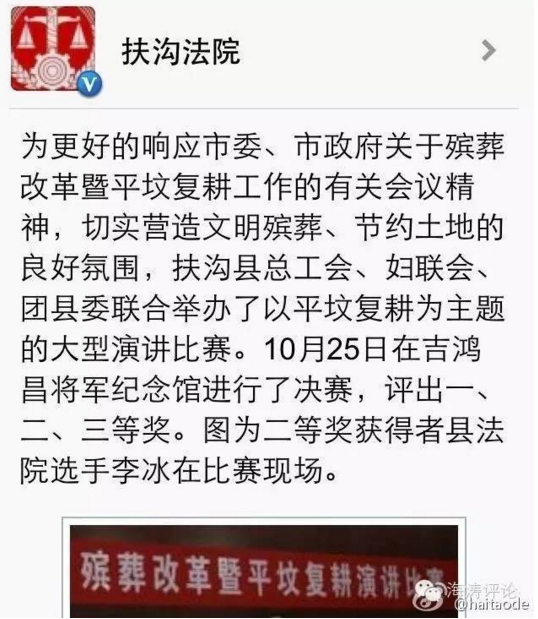 扶沟法院
为更好的响应市委、市政府关于殡葬
改革暨平坟复耕工作的有关会议精
神，切实营造文明殡葬、节约土地的
良好氛围，扶沟县总工会、妇联会、
团县委联合举办了以平坟复耕为主题
的大型演讲比赛。10月25日在吉鸿
昌将军纪念馆进行了决赛，评出一、
二、三等奖。图为二等奖获得者县法
院选手李冰在比赛现场。
殡葬改革暨平坟复耕演讲比赛
海涛评论
@haitaode